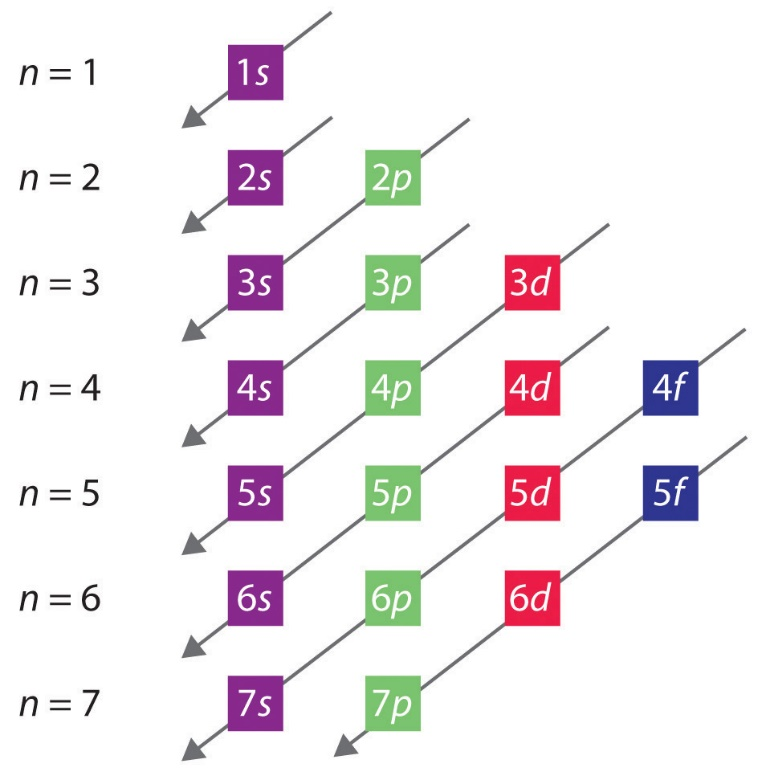 n = 1 1s
n = 2 2s 2p
n = 3 3s 3p 3d
n = 4 4s 4p 4d 4f
n = 5 5s 5p 5d 5f
n = 6 6s 6p 6d
n = 7 7s 7p